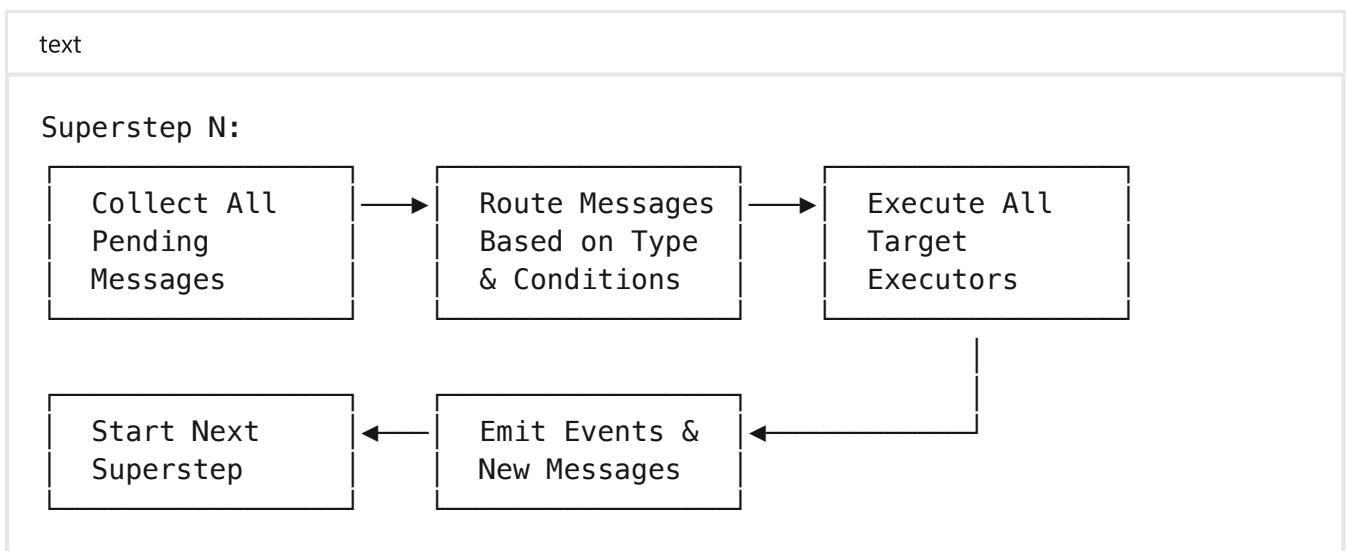 text
Superstep N:
Collect All
Pending
Messages
Route Messages
Based on Type
& Conditions
Execute All
Target
Executors
Start Next
Superstep
Emit Events &
New Messages